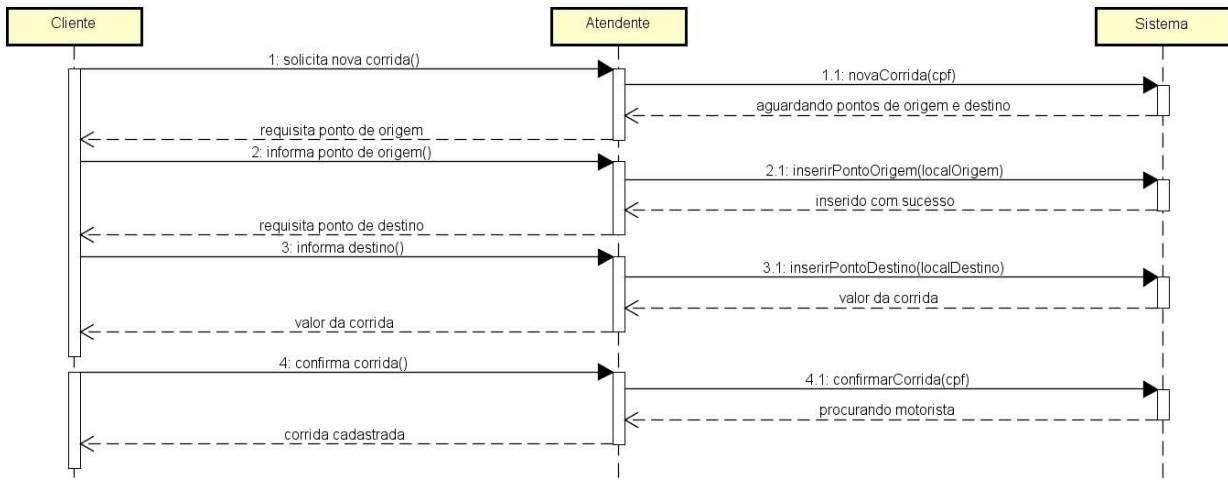 Cliente
Atendente
Sistema
1: solicita nova corrida()
1.1: novaCorrida(cpf)
aguardando pontos de origem e destino
requisita ponto de origem
2: informa ponto de origem()
2.1: inserirPontoOrigem(localOrigem)
inserido com sucesso
requisita ponto de destino
3: informa destino()
3.1: inserirPontoDestino(localDestino)
valor da corrida
valor da corrida
4: confirma corrida()
4.1: confirmarCorrida(cpf)
procurando motorista
corrida cadastrada